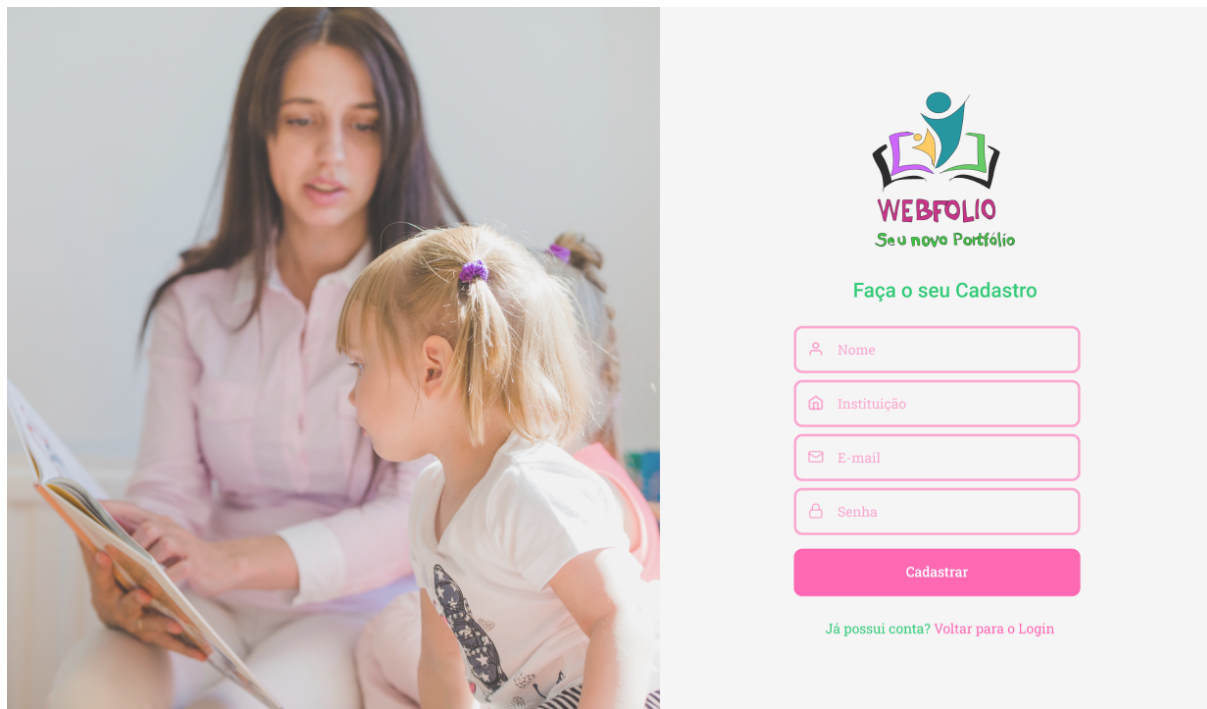 WEBFOLIO
Seu novo Portfólio
Faça o seu Cadastro
Nome
Instituição
E-mail
Senha
Cadastrar
Já possui conta? Voltar para o Login